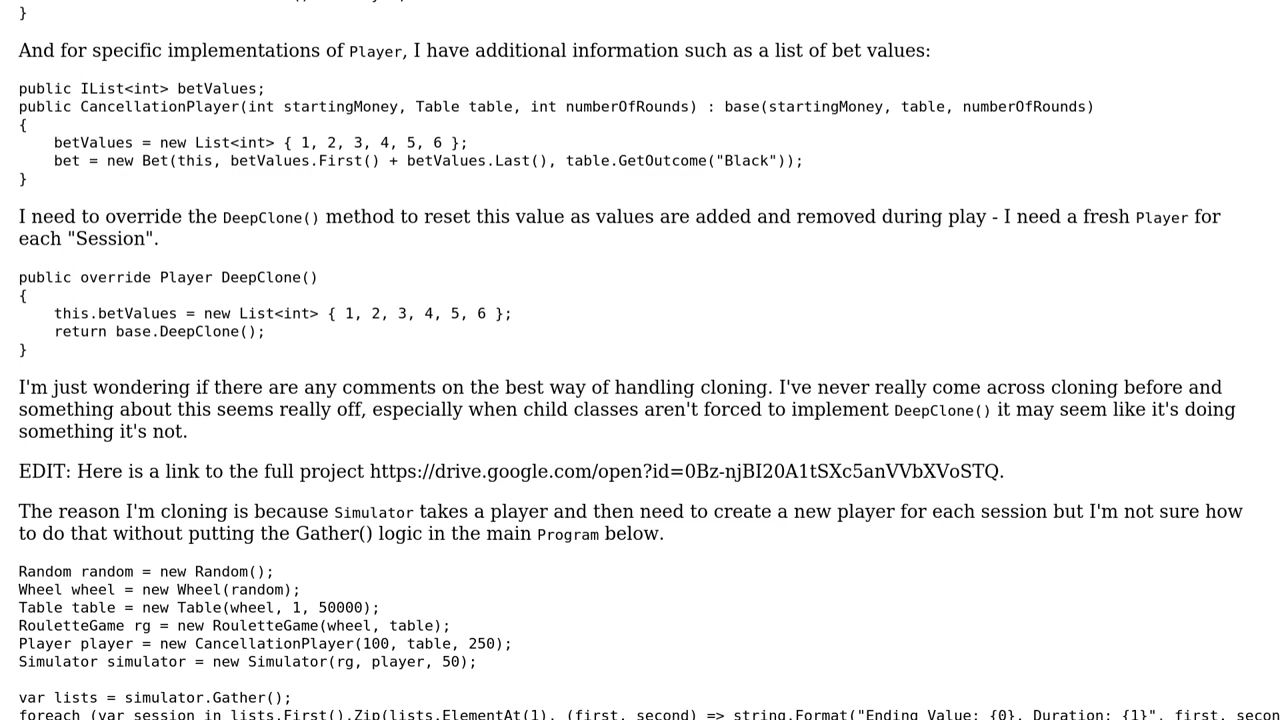 }
And for specific implementations of Player, I have additional information such as a list of bet values:
public IList<int> betValues;
public CancellationPlayer(int startingMoney, Table table, int numberOfRounds) : base(startingMoney, table, numberOfRounds)
{
    betValues = new List<int> { 1, 2, 3, 4, 5, 6 };
    bet = new Bet(this, betValues.First() + betValues.Last(), table.GetOutcome("Black"));
}
I need to override the DeepClone() method to reset this value as values are added and removed during play - I need a fresh Player for
each "Session".
public override Player DeepClone()
{
    this.betValues = new List<int> { 1, 2, 3, 4, 5, 6 };
    return base.DeepClone();
}
I'm just wondering if there are any comments on the best way of handling cloning. I've never really come across cloning before and
something about this seems really off, especially when child classes aren't forced to implement DeepClone() it may seem like it's doing
something it's not.
EDIT: Here is a link to the full project https://drive.google.com/open?id=0Bz-njBI20A1tSXc5anVVbXVoSTQ.
The reason I'm cloning is because Simulator takes a player and then need to create a new player for each session but I'm not sure how
to do that without putting the Gather() logic in the main Program below.
Random random = new Random();
Wheel wheel = new Wheel(random);
Table table = new Table(wheel, 1, 50000);
RouletteGame rg = new RouletteGame(wheel, table);
Player player = new CancellationPlayer(100, table, 250);
Simulator simulator = new Simulator(rg, player, 50);
var lists = simulator.Gather();
foreach (var session in lists.First().Zip(lists.ElementAt(1), (first, second) => string.Format("Ending Value: {0}, Duration: {1}", first, secon